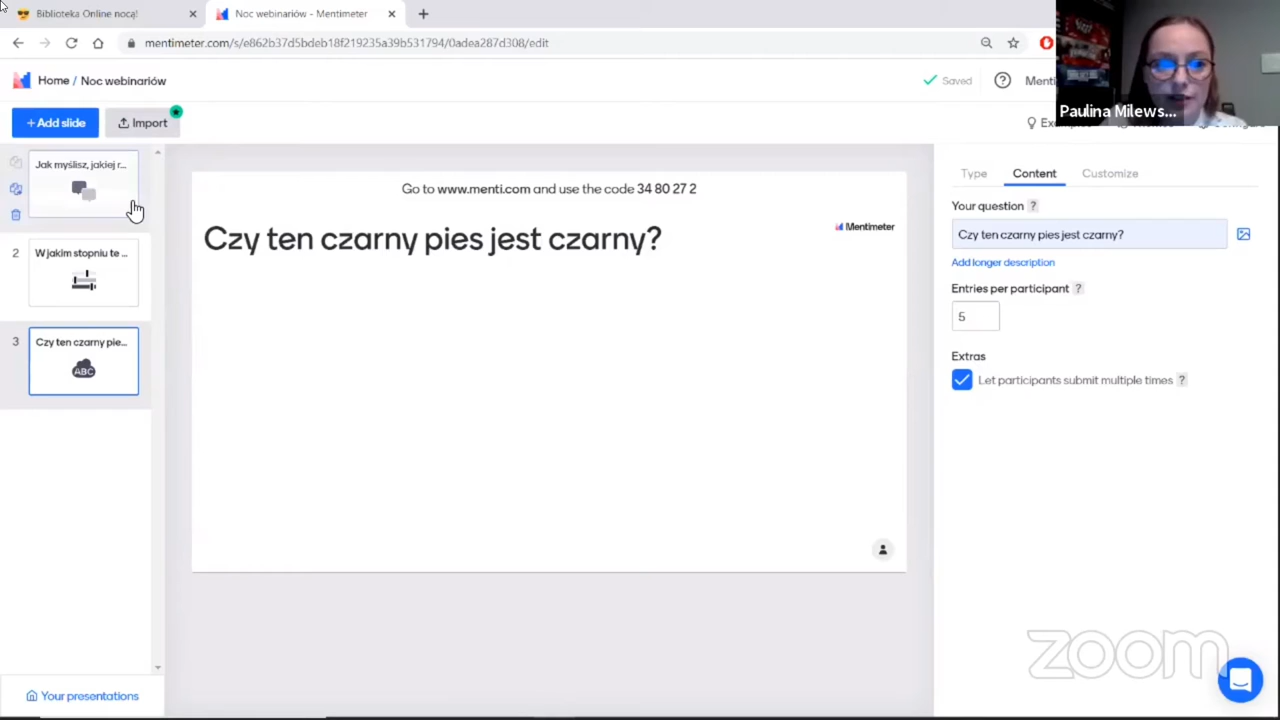 Biblioteka Online nocą!
Noc webinariów - Mentimeter
mentimeter.com/s/e862b37d5bdeb18f219235a39b531794/0adea287d308/edit
Home / Noc webinariów
Saved
Menti
Paulina Milews...
+Add slide
Import
Jak myślisz, jakiej r...
2
W jakim stopniu te ...
3
Czy ten czarny pie...
ABC
Go to www.menti.com and use the code 34 80 27 2
Czy ten czarny pies jest czarny?
Mentimeter
Type
Content
Customize
Your question ?
Czy ten czarny pies jest czarny?
Add longer description
Entries per participant ?
5
Extras
Let participants submit multiple times ?
Your presentations
zoom